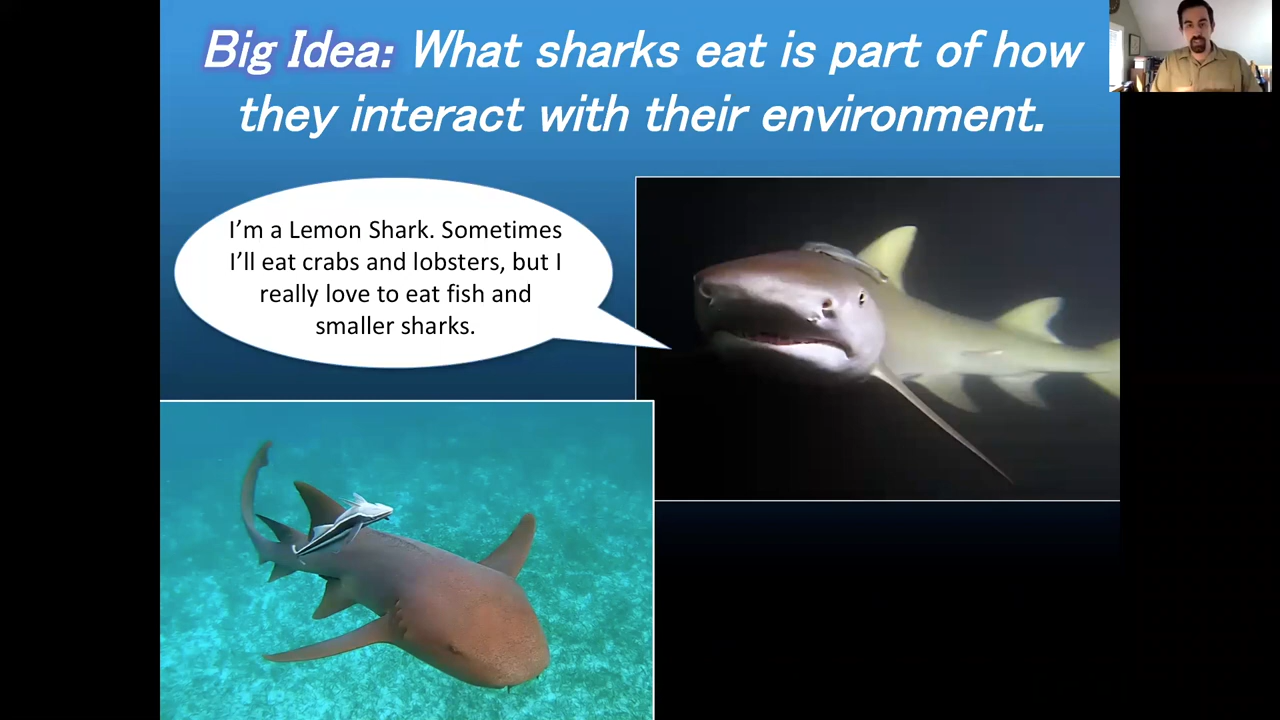 Big Idea: What sharks eat is part of how
they interact with their environment.
I’m a Lemon Shark. Sometimes
I’ll eat crabs and lobsters, but I
really love to eat fish and
smaller sharks.